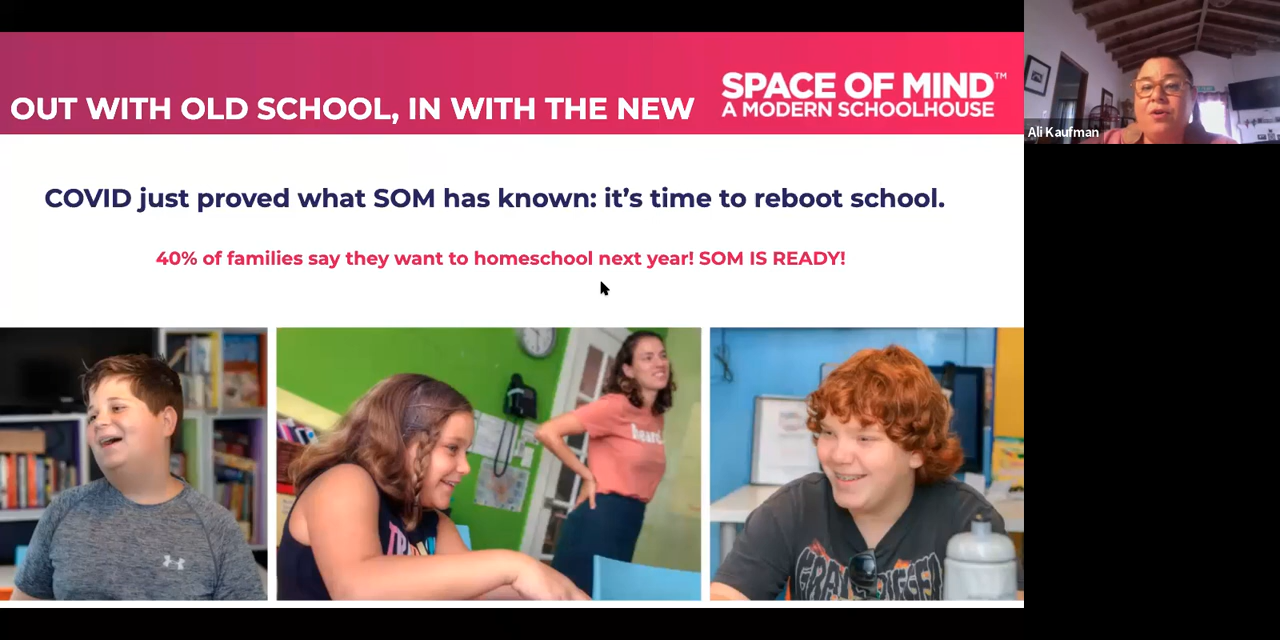 OUT WITH OLD SCHOOL, IN WITH THE NEW
SPACE OF MIND™
A MODERN SCHOOLHOUSE
Ali Kaufman
COVID just proved what SOM has known: it’s time to reboot school.
40% of families say they want to homeschool next year! SOM IS READY!